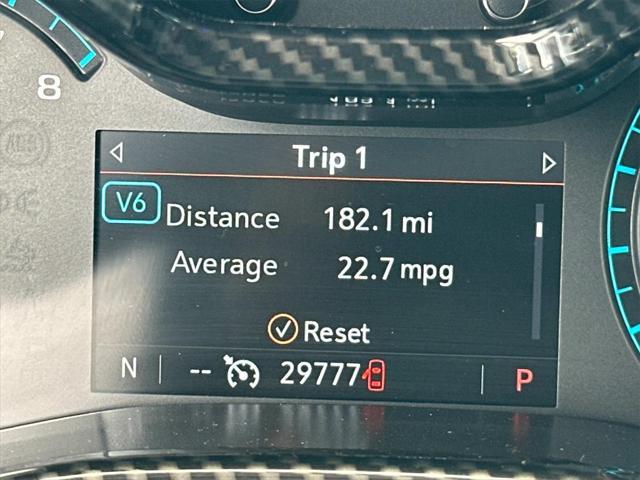 8
Trip 1
V6
Distance 182.1 mi
Average 22.7 mpg
Reset
N -- 29777 P